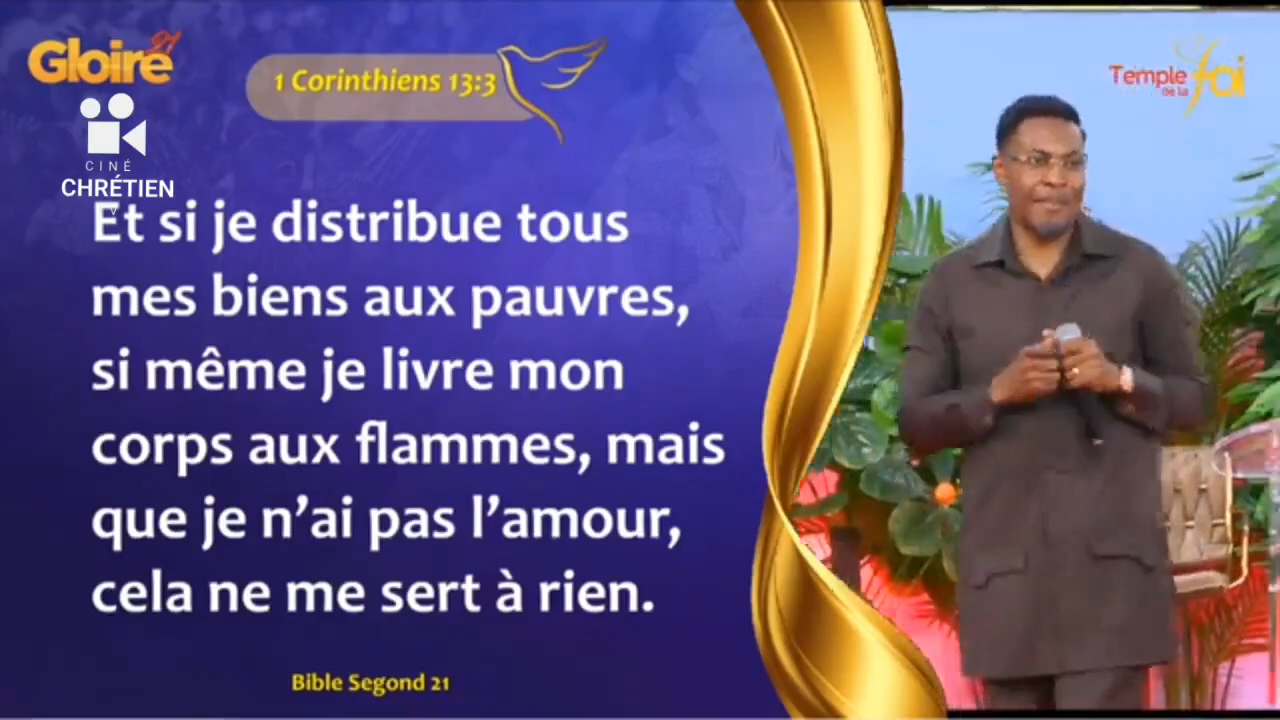 Gloire 21
1 Corinthiens 13:3
Temple
de la
foi
CINÉ
CHRÉTIEN
Et si je distribue tous
mes biens aux pauvres,
si même je livre mon
corps aux flammes, mais
que je n'ai pas l'amour,
cela ne me sert à rien.
Bible Segond 21